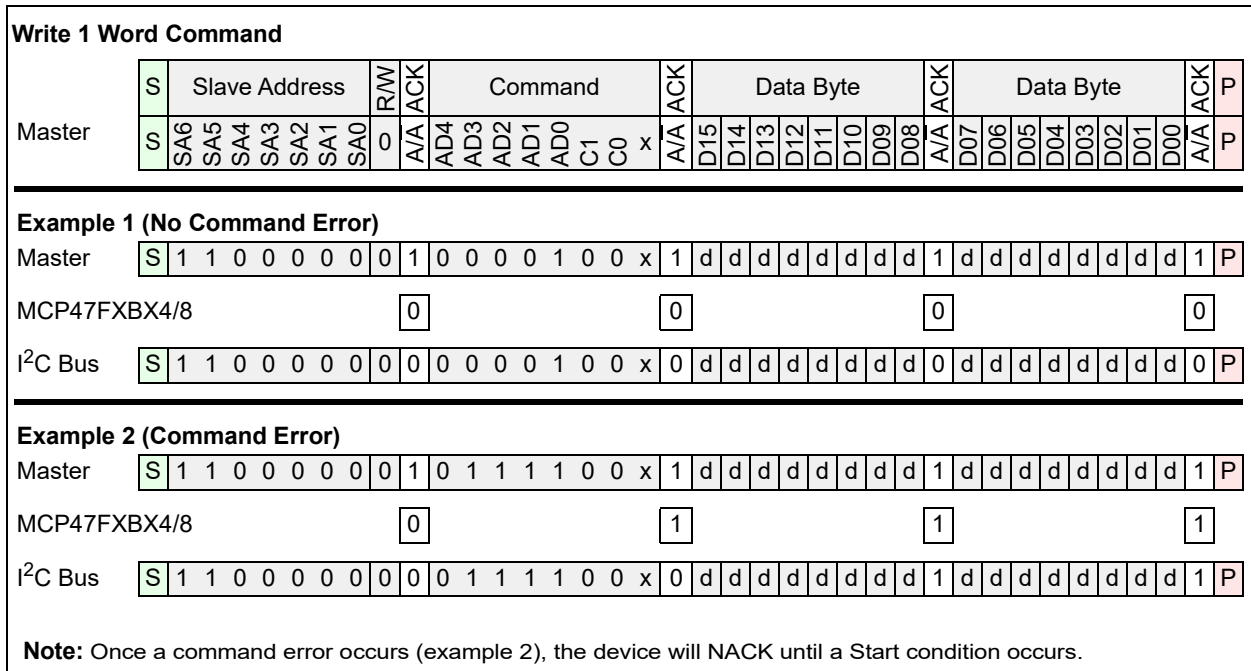 Write 1 Word Command
S Slave Address R/W ACK Command ACK Data Byte ACK Data Byte ACK P
Master S SA6 SA5 SA4 SA3 SA2 SA1 SA0 0 A/A AD4 AD3 AD2 AD1 AD0 C1 C0 x A/A D15 D14 D13 D12 D11 D10 D09 D08 A/A D07 D06 D05 D04 D03 D02 D01 D00 A/A P
Example 1 (No Command Error)
Master S 1 1 0 0 0 0 0 0 1 0 0 0 0 1 0 0 x 1 d d d d d d d d 1 d d d d d d d d 1 P
MCP47FXBX4/8 0 0 0 0
I²C Bus S 1 1 0 0 0 0 0 0 0 0 0 0 0 1 0 0 x 0 d d d d d d d d 0 d d d d d d d d 0 P
Example 2 (Command Error)
Master S 1 1 0 0 0 0 0 0 1 0 1 1 1 1 0 0 x 1 d d d d d d d d 1 d d d d d d d d 1 P
MCP47FXBX4/8 0 1 1 1
I²C Bus S 1 1 0 0 0 0 0 0 0 0 1 1 1 1 0 0 x 0 d d d d d d d d 1 d d d d d d d d 1 P
Note: Once a command error occurs (example 2), the device will NACK until a Start condition occurs.